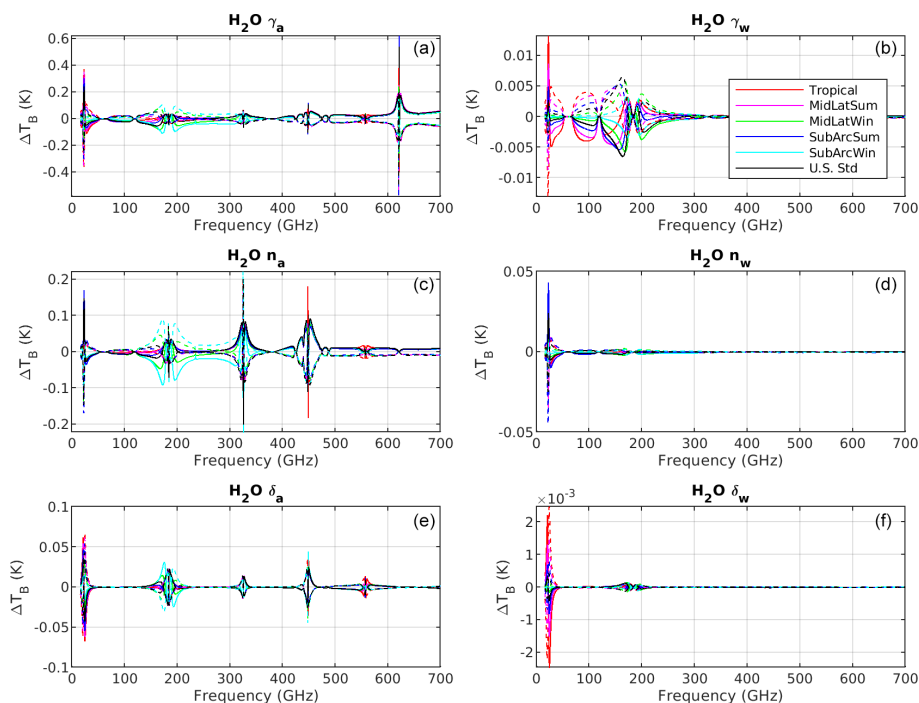 H2O γa
(a)
0.6
0.4
0.2
0
-0.2
-0.4
ΔTB (K)
0 100 200 300 400 500 600 700
Frequency (GHz)
H2O γw
(b)
0.01
0.005
0
-0.005
-0.01
ΔTB (K)
Tropical
MidLatSum
MidLatWin
SubArcSum
SubArcWin
U.S. Std
0 100 200 300 400 500 600 700
Frequency (GHz)
H2O na
(c)
0.2
0.1
0
-0.1
-0.2
ΔTB (K)
0 100 200 300 400 500 600 700
Frequency (GHz)
H2O nw
(d)
0.05
0
-0.05
ΔTB (K)
0 100 200 300 400 500 600 700
Frequency (GHz)
H2O δa
(e)
0.1
0.05
0
-0.05
-0.1
ΔTB (K)
0 100 200 300 400 500 600 700
Frequency (GHz)
H2O δw
×10-3
(f)
2
1
0
-1
-2
ΔTB (K)
0 100 200 300 400 500 600 700
Frequency (GHz)